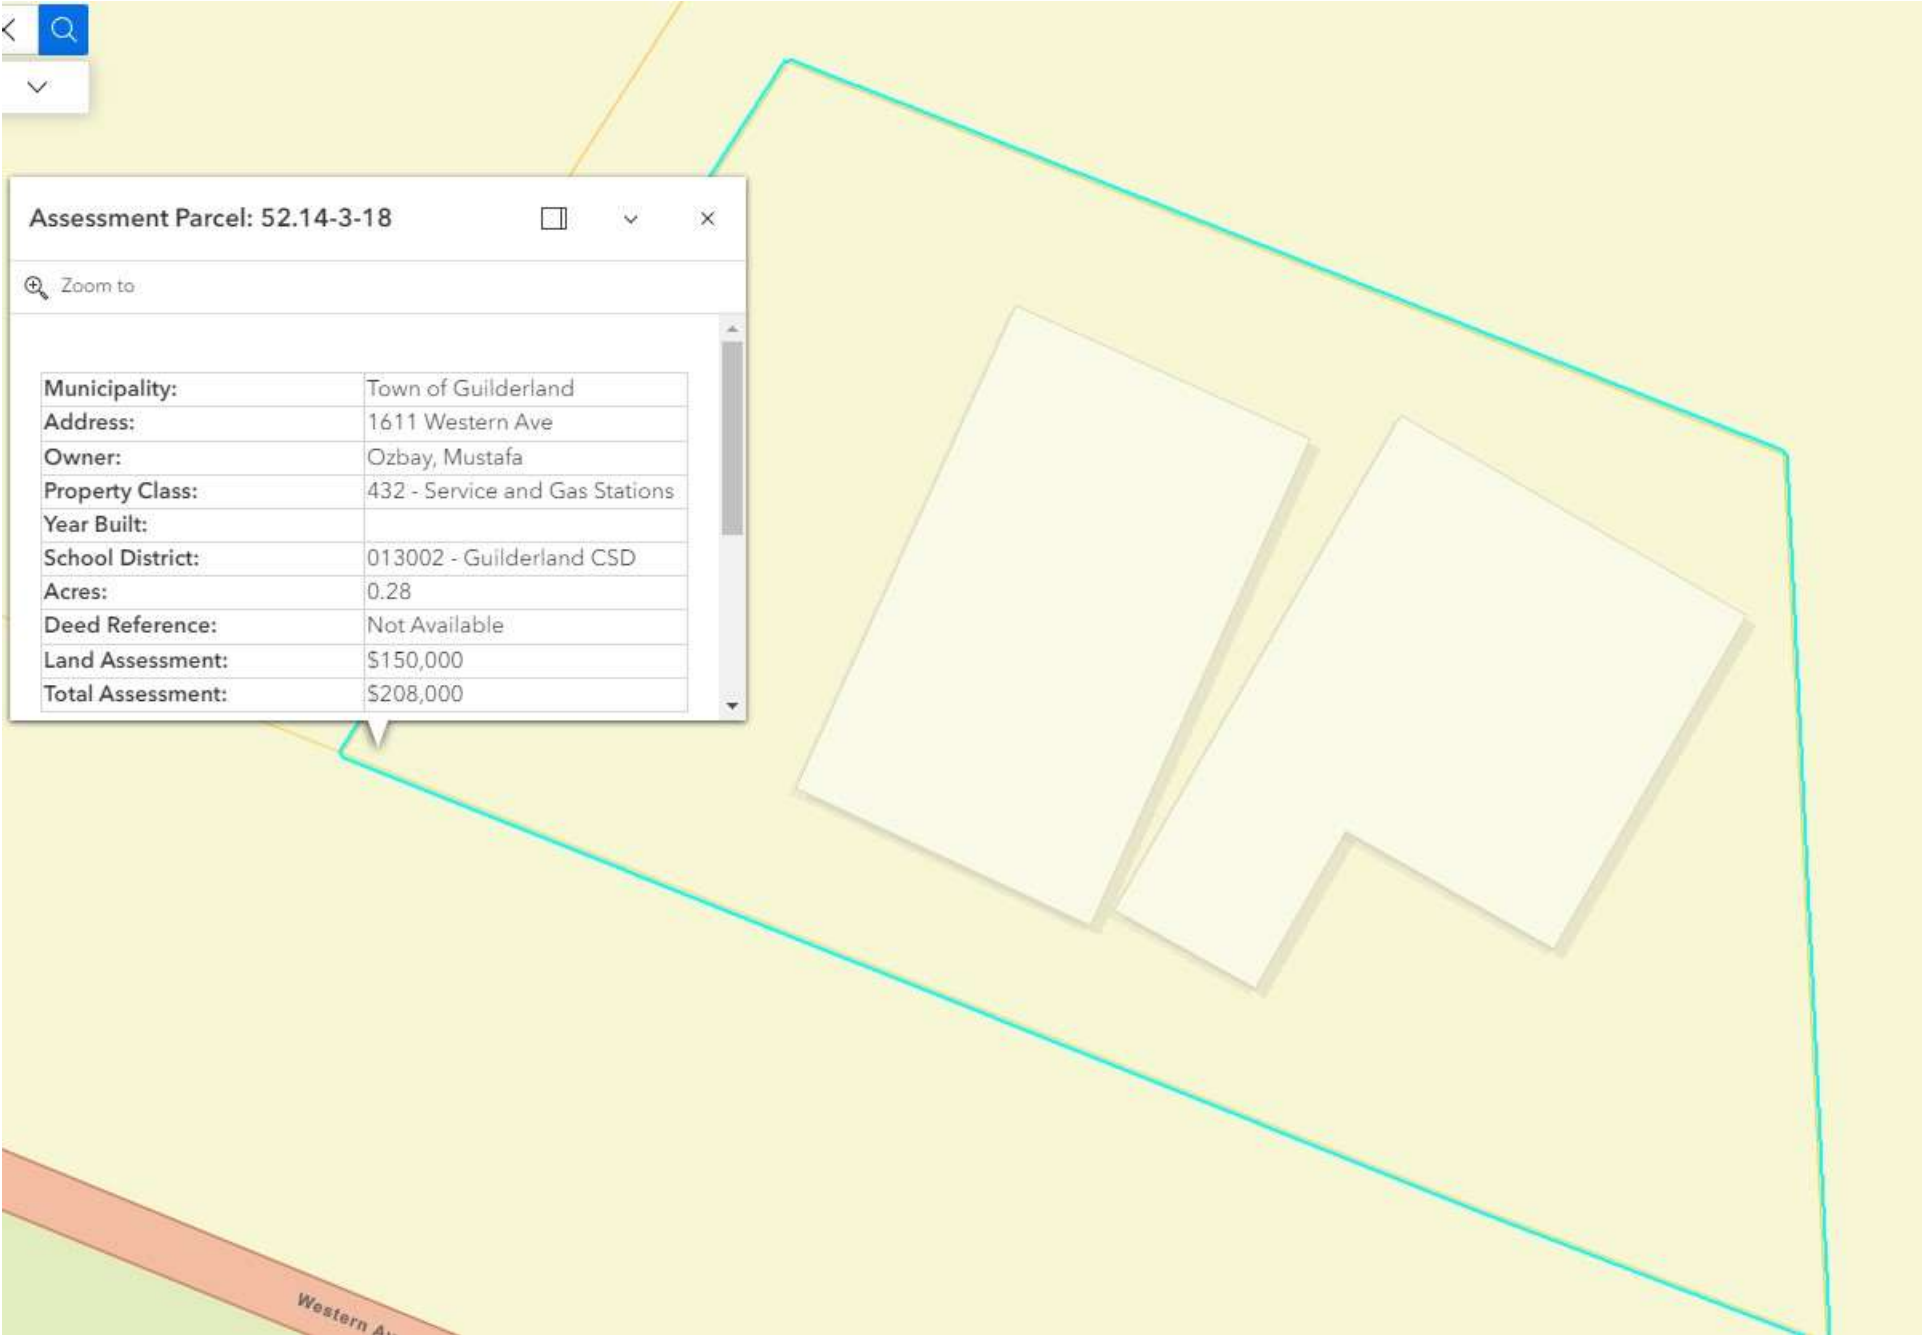 Assessment Parcel: 52.14-3-18
Zoom to
Municipality: Town of Guilderland
Address: 1611 Western Ave
Owner: Ozbay, Mustafa
Property Class: 432 - Service and Gas Stations
Year Built:
School District: 013002 - Guilderland CSD
Acres: 0.28
Deed Reference: Not Available
Land Assessment: $150,000
Total Assessment: $208,000
Western